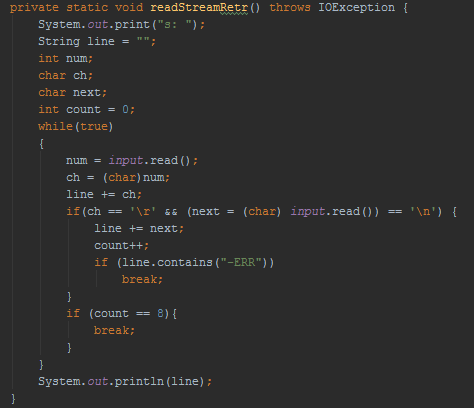 private static void readStreamRetr() throws IOException {
    System.out.print("s: ");
    String line = "";
    int num;
    char ch;
    char next;
    int count = 0;
    while(true)
    {
        num = input.read();
        ch = (char)num;
        line += ch;
        if(ch == '\r' && (next = (char) input.read()) == '\n') {
            line += next;
            count++;
            if (line.contains("-ERR"))
                break;
        }
        if (count == 8){
            break;
        }
    }
    System.out.println(line);
}